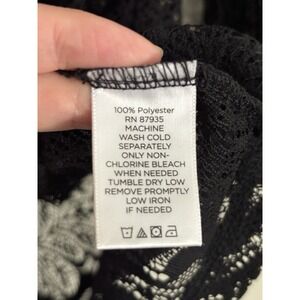 100% Polyester
RN 87935
MACHINE
WASH COLD
SEPARATELY
ONLY NON-
CHLORINE BLEACH
WHEN NEEDED
TUMBLE DRY LOW
REMOVE PROMPTLY
LOW IRON
IF NEEDED